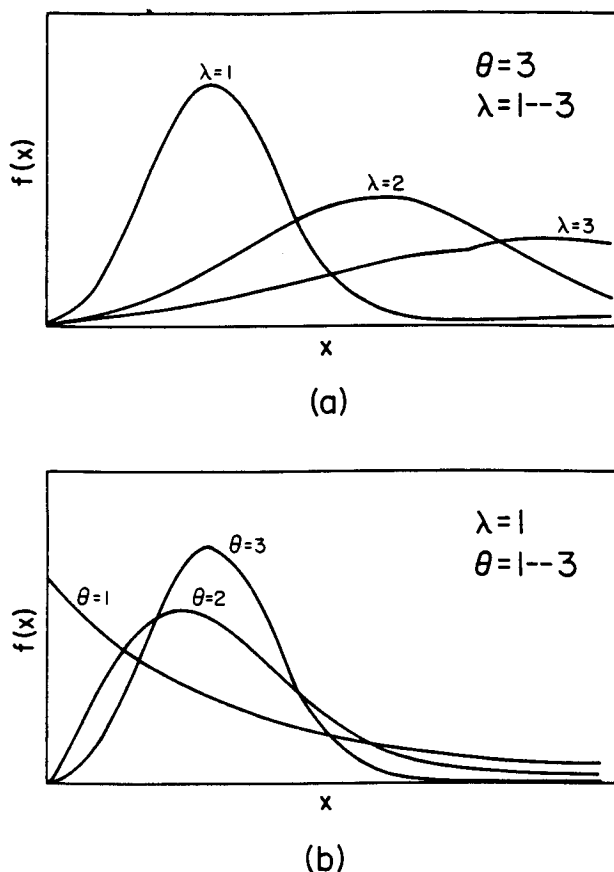 λ=1
θ=3
λ=1--3
λ=2
λ=3
f(x)
x
(a)
λ=1
θ=1--3
θ=3
θ=1
θ=2
f(x)
x
(b)